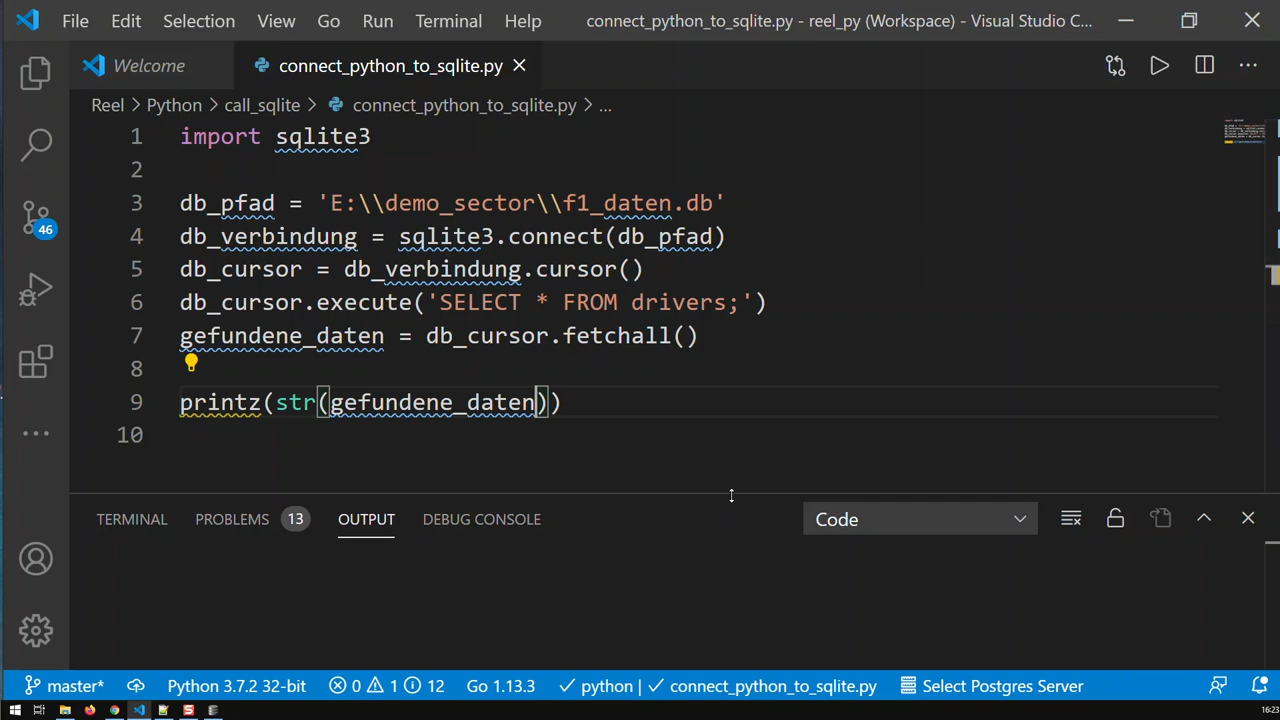 File Edit Selection View Go Run Terminal Help connect_python_to_sqlite.py - reel_py (Workspace) - Visual Studio C...
Welcome connect_python_to_sqlite.py
Reel > Python > call_sqlite > connect_python_to_sqlite.py > ...
1 import sqlite3
2
3 db_pfad = 'E:\\demo_sector\\f1_daten.db'
4 db_verbindung = sqlite3.connect(db_pfad)
5 db_cursor = db_verbindung.cursor()
6 db_cursor.execute('SELECT * FROM drivers;')
7 gefundene_daten = db_cursor.fetchall()
8
9 printz(str(gefundene_daten))
10
46
TERMINAL PROBLEMS 13 OUTPUT DEBUG CONSOLE Code
master* Python 3.7.2 32-bit 0 1 12 Go 1.13.3 python | connect_python_to_sqlite.py Select Postgres Server
16:23